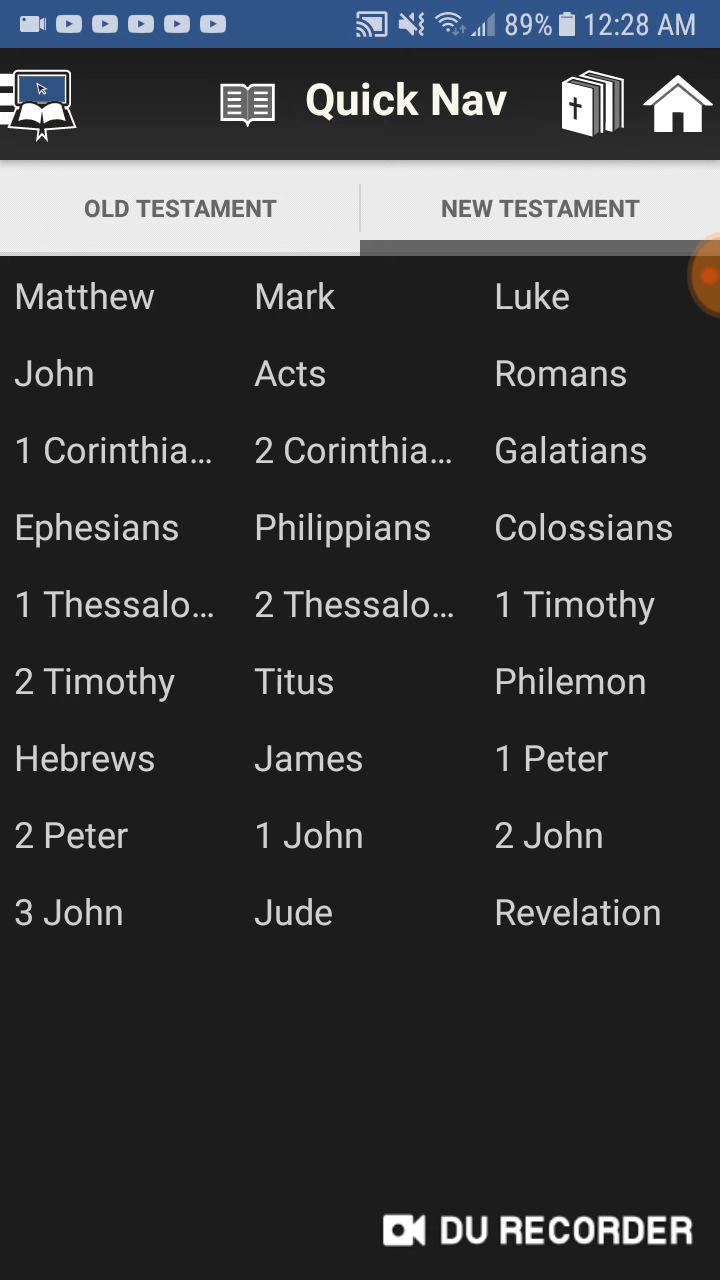 89% 12:28 AM
Quick Nav
OLD TESTAMENT NEW TESTAMENT
Matthew Mark Luke
John Acts Romans
1 Corinthia... 2 Corinthia... Galatians
Ephesians Philippians Colossians
1 Thessalo... 2 Thessalo... 1 Timothy
2 Timothy Titus Philemon
Hebrews James 1 Peter
2 Peter 1 John 2 John
3 John Jude Revelation
DU RECORDER